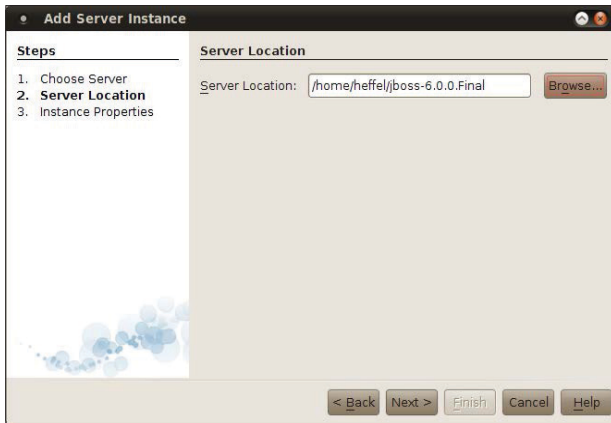 Add Server Instance
Steps
1. Choose Server
2. Server Location
3. Instance Properties
Server Location
Server Location: /home/heffel/jboss-6.0.0.Final Browse...
< Back Next > Finish Cancel Help